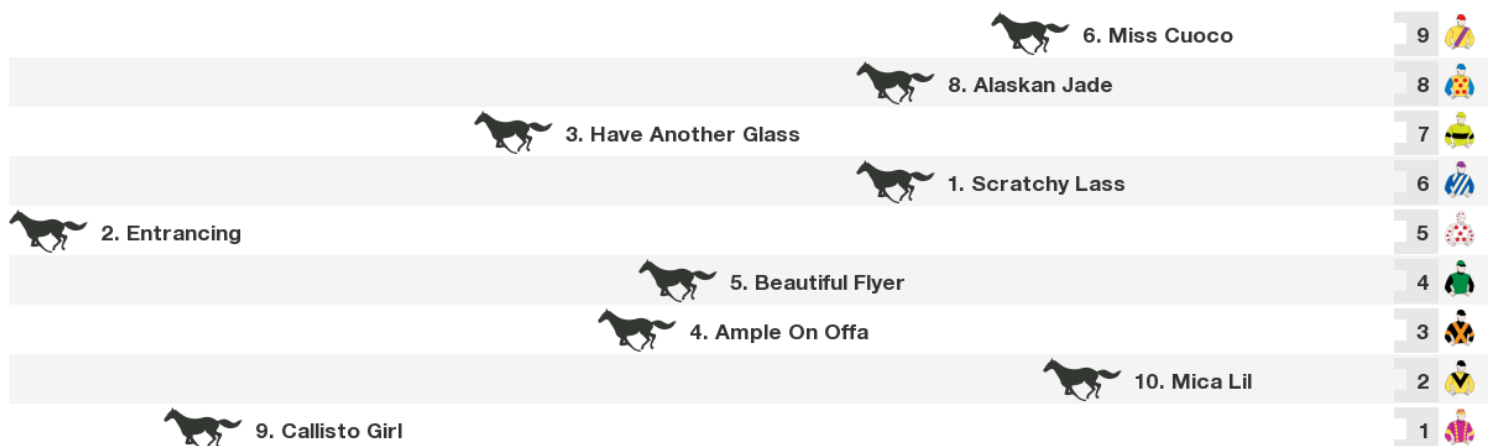 6. Miss Cuoco 9
8. Alaskan Jade 8
3. Have Another Glass 7
1. Scratchy Lass 6
2. Entrancing 5
5. Beautiful Flyer 4
4. Ample On Offa 3
10. Mica Lil 2
9. Callisto Girl 1